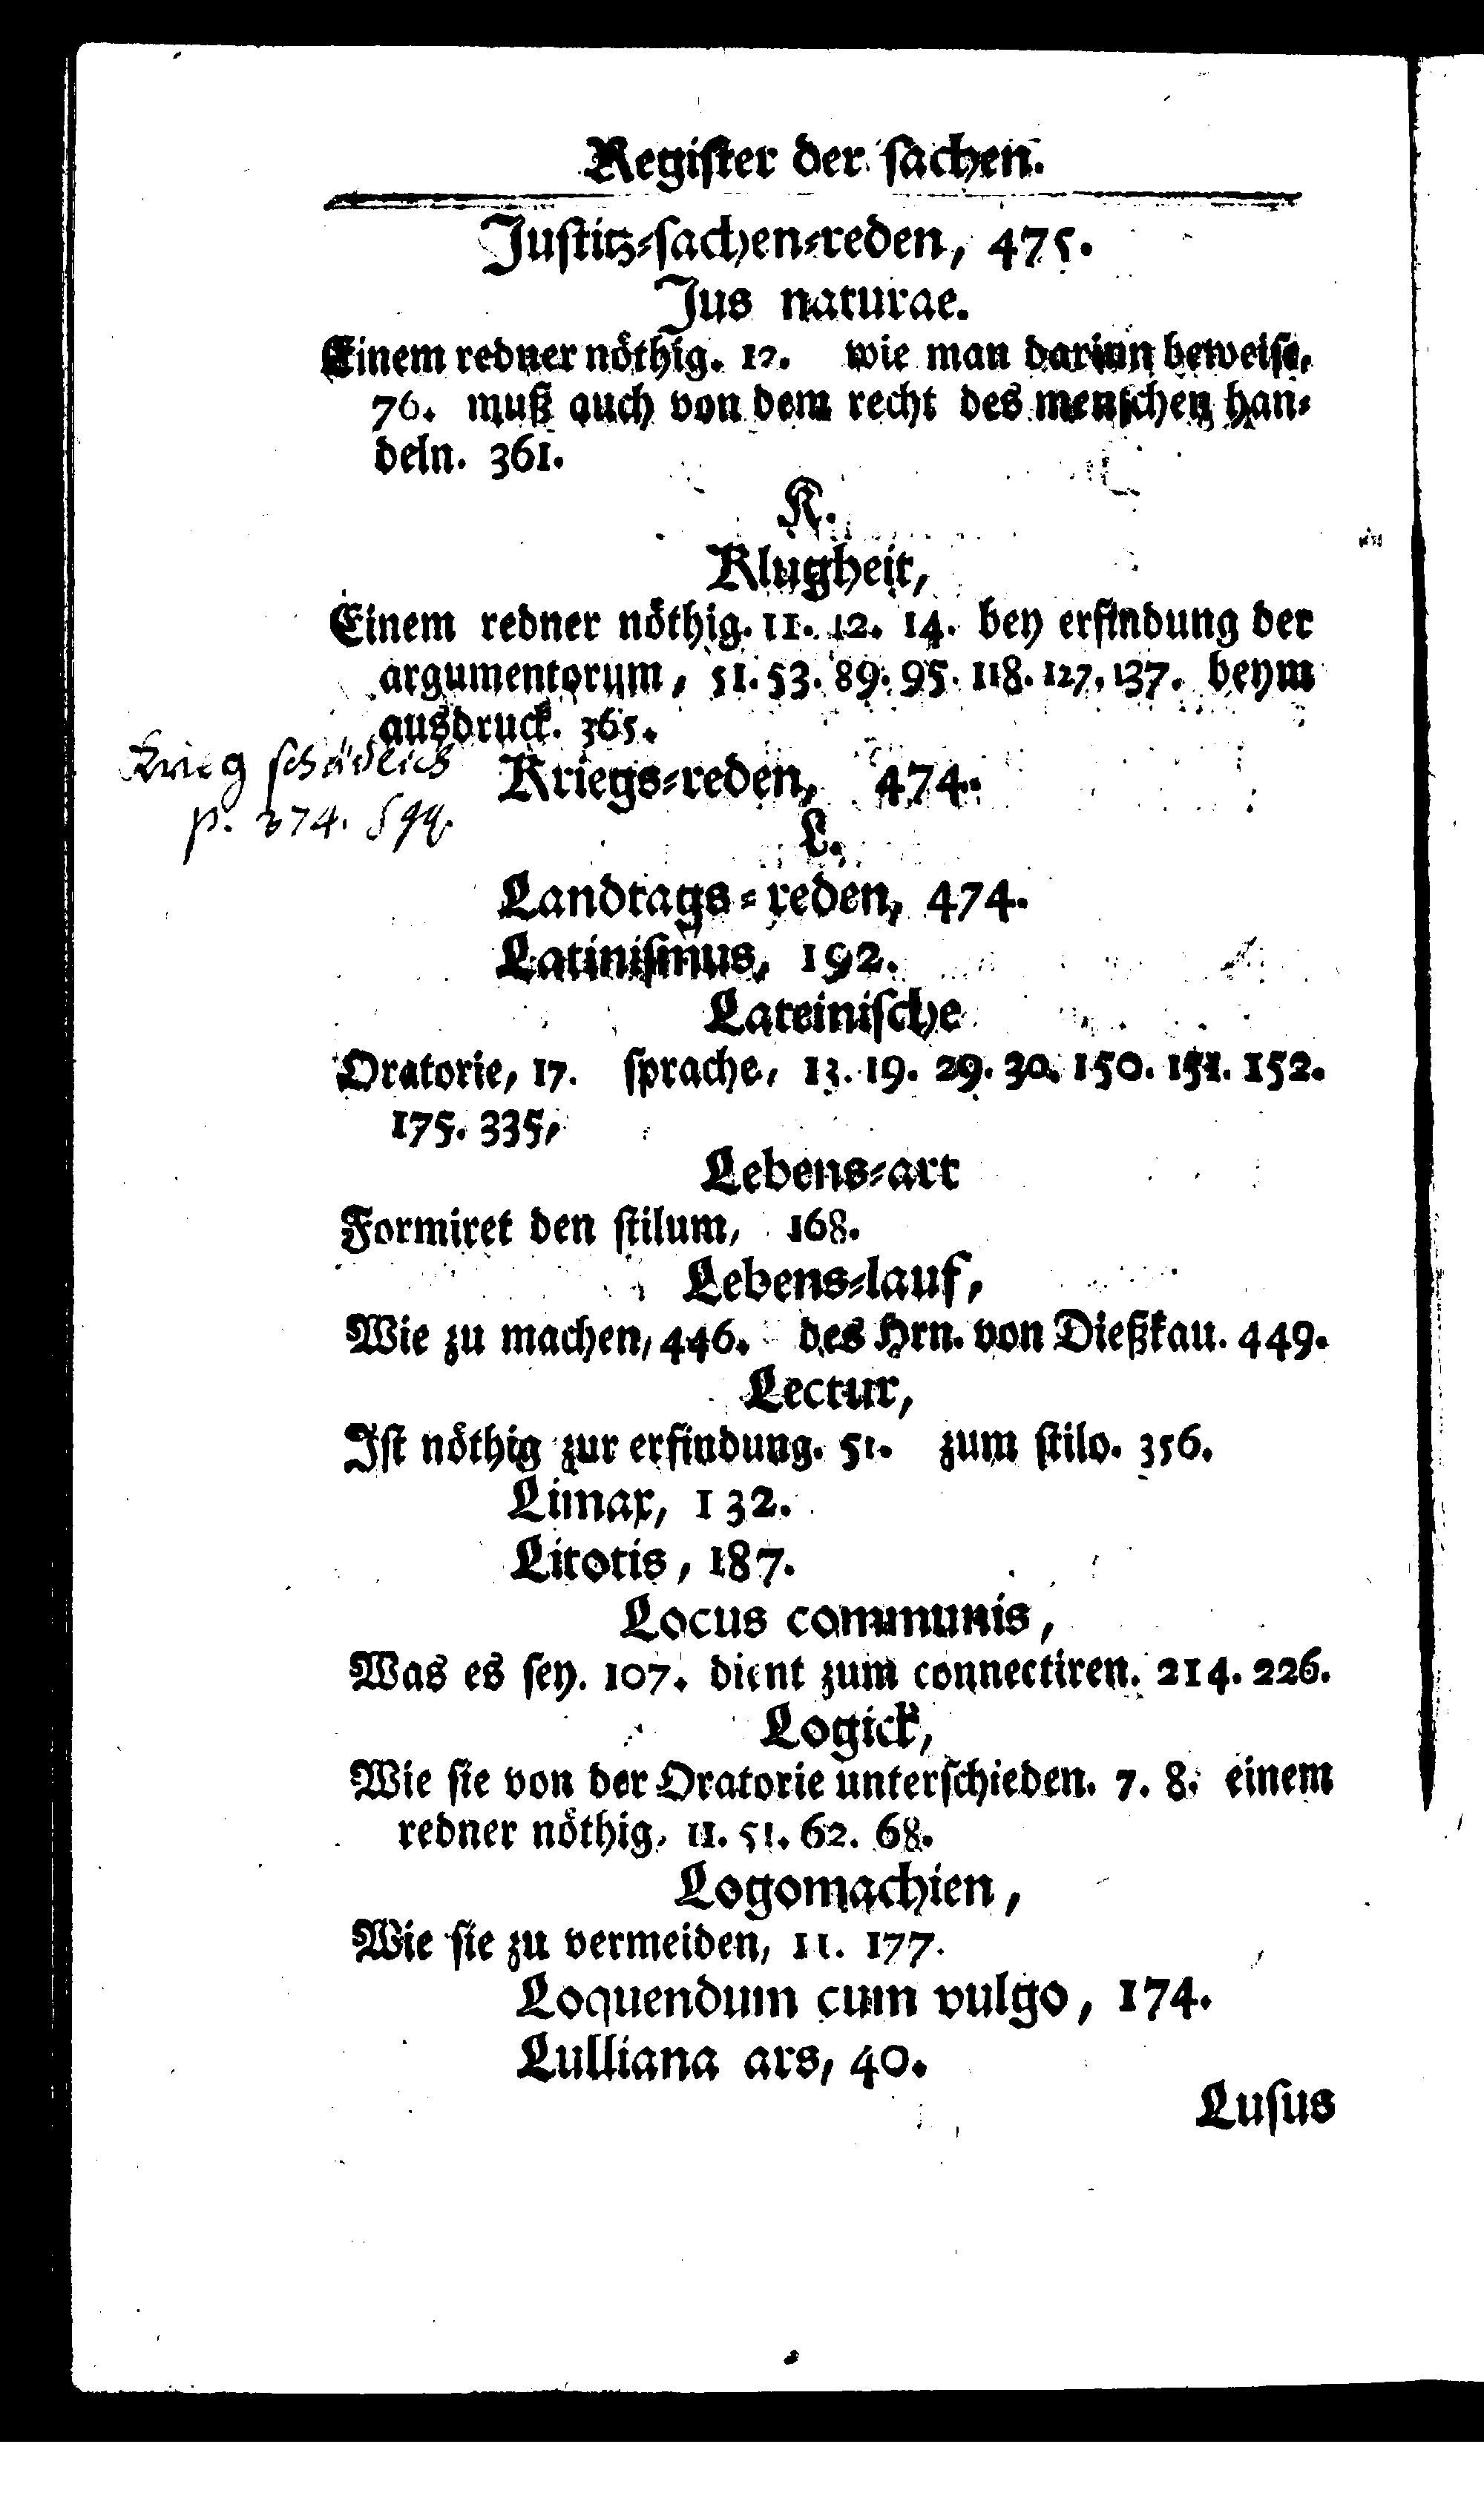 Regiſter der ſachen.
Juſtitz-ſachen-reden, 475.
Jus naturae.
Einem redner nöthig. 12. wie man darinn beweiſe,
76. muß auch von dem recht des menſchen han-
deln. 361.
K.
Klugheit,
Einem redner nöthig. 11. 12. 14. bey erfindung der
argumentorum, 51. 53. 89. 95. 118. 127. 137. beym
ausdruck. 365.
Krieg ſchädlich
p. 374. ſqq.
Kriegs-reden, 474.
L.
Landtags-reden, 474.
Latiniſmus, 192.
Lateiniſche
Oratorie, 17. ſprache, 13. 19. 29. 30. 150. 151. 152.
175. 335,
Lebens-art
Formiret den ſtilum, 168.
Lebens-lauf,
Wie zu machen, 446. des Hrn. von Dießkau. 449.
Lectur,
Iſt nöthig zur erfindung. 51. zum ſtilo. 356.
Limax, 132.
Litotis, 187.
Locus communis,
Was es ſey. 107. dient zum connectiren. 214. 226.
Logick,
Wie ſie von der Oratorie unterſchieden. 7. 8. einem
redner nöthig, 11. 51. 62. 68.
Logomachien,
Wie ſie zu vermeiden, 11. 177.
Loquendum cum vulgo, 174.
Lulliana ars, 40.
Luſus